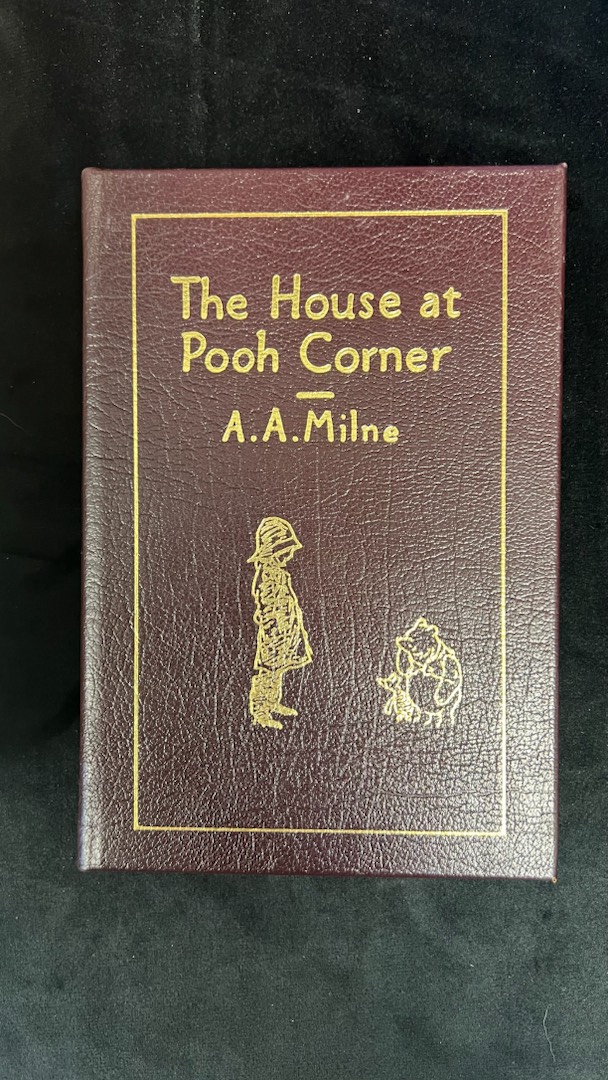 The House at
Pooh Corner
A.A.Milne